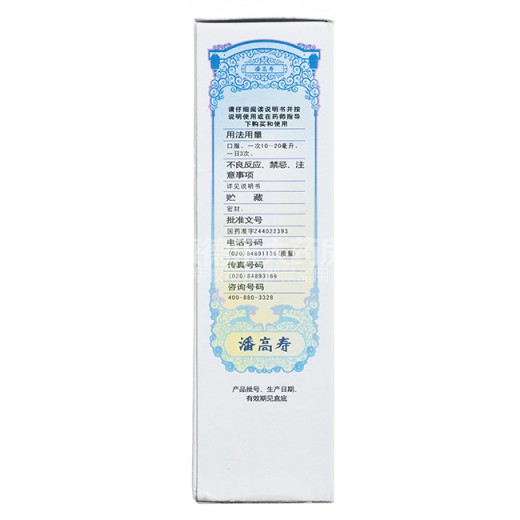 潘高寿
请仔细阅读说明书并按
说明使用或在药师指导
下购买和使用
用法用量
口服。一次10-20毫升,
一日3次。
不良反应、禁忌、注
意事项
详见说明书
贮 藏
密封。
批准文号
国药准字Z44022393
电话号码
(020)84891136(质量)
传真号码
(020)84893166
咨询号码
400-880-3328
潘高寿
产品批号、生产日期、
有效期见盒底